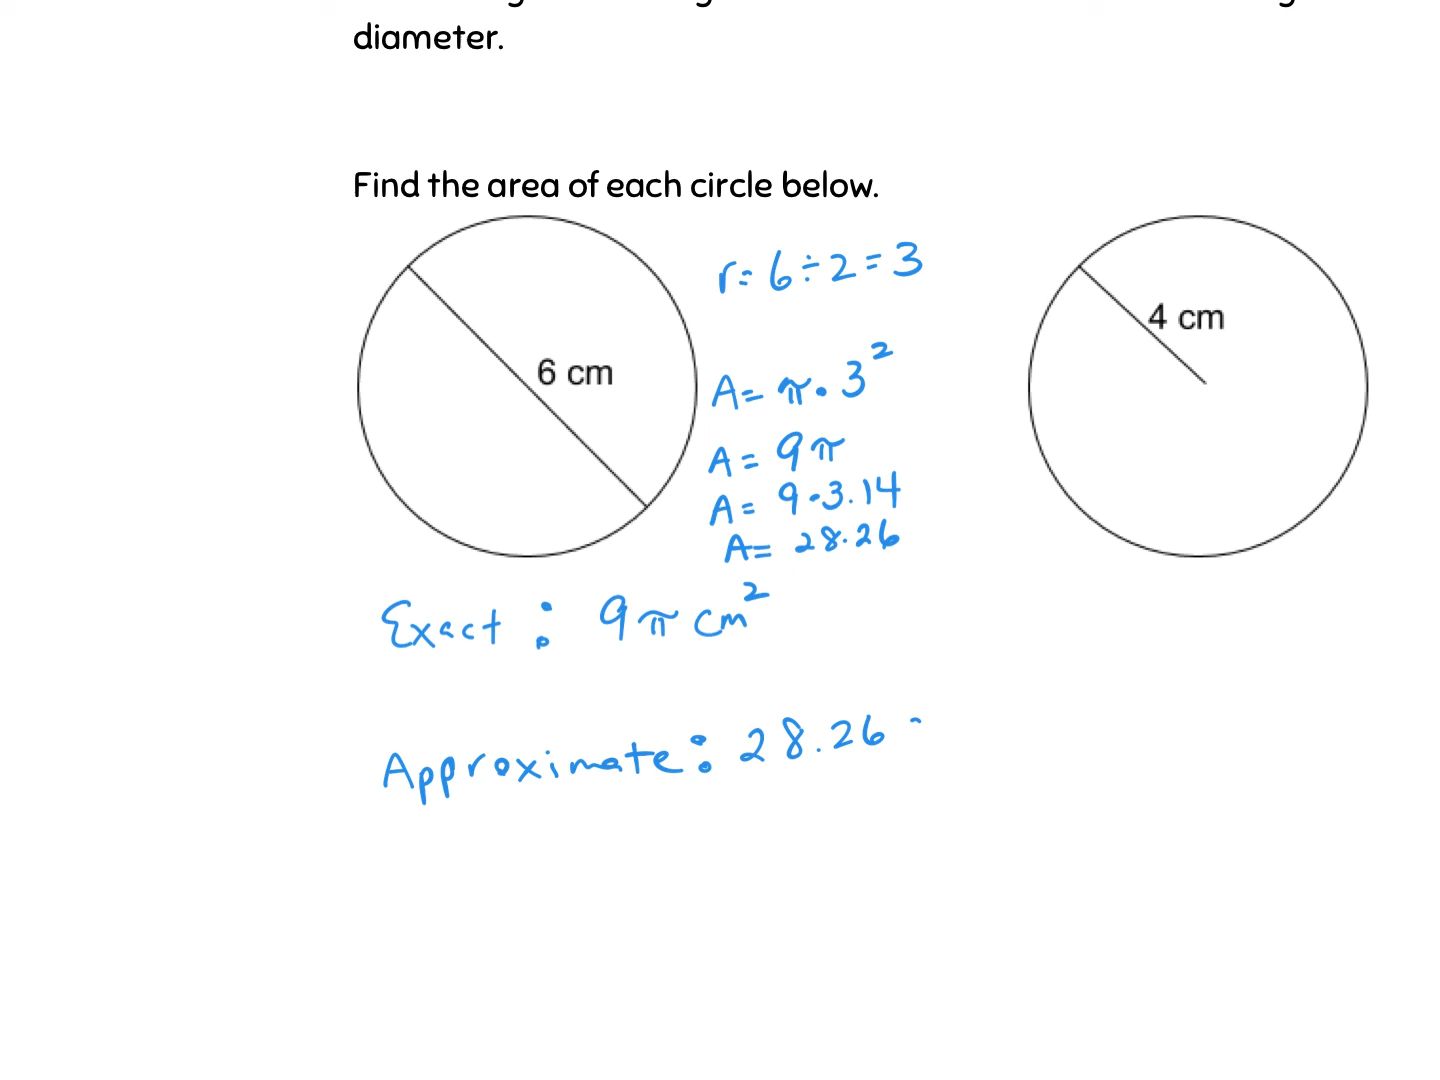 diameter.
Find the area of each circle below.
6 cm
r= 6÷2=3
A= π·3²
A= 9π
A= 9·3.14
A= 28.26
Exact: 9π cm²
Approximate: 28.26
4 cm